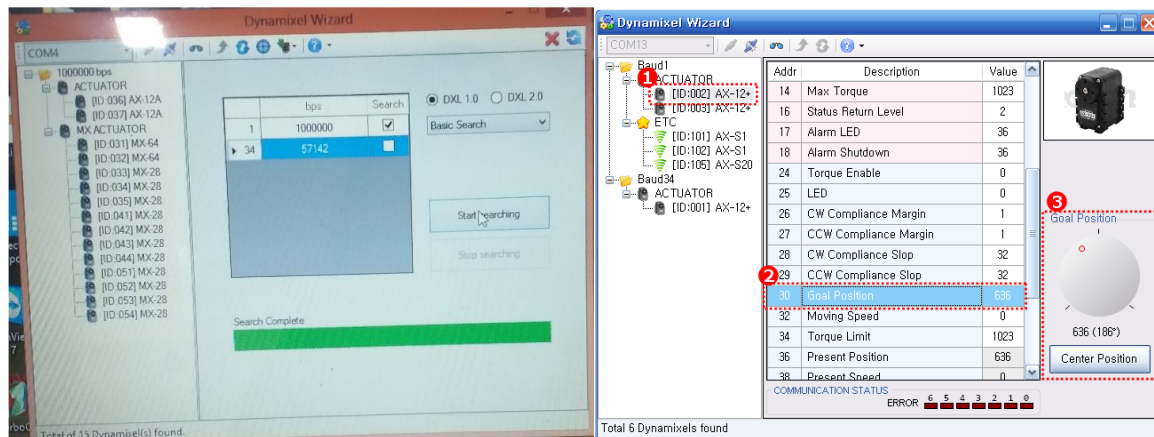 Dynamixel Wizard
COM4
1000000 bps
ACTUATOR
[ID:036] AX-12A
[ID:037] AX-12A
MX ACTUATOR
[ID:031] MX-64
[ID:032] MX-64
[ID:033] MX-28
[ID:034] MX-28
[ID:035] MX-28
[ID:041] MX-28
[ID:042] MX-28
[ID:043] MX-28
[ID:044] MX-28
[ID:051] MX-28
[ID:052] MX-28
[ID:053] MX-28
[ID:054] MX-28
bps Search
1 1000000
34 57142
DXL 1.0 DXL 2.0
Basic Search
Start searching
Stop searching
Search Complete
Total of 15 Dynamixel(s) found.
Dynamixel Wizard
COM13
Baud1
1
ACTUATOR
[ID:002] AX-12+
[ID:003] AX-12+
ETC
[ID:101] AX-S1
[ID:102] AX-S1
[ID:105] AX-S20
Baud34
ACTUATOR
[ID:001] AX-12+
Addr Description Value
14 Max Torque 1023
16 Status Return Level 2
17 Alarm LED 36
18 Alarm Shutdown 36
24 Torque Enable 0
25 LED 0
26 CW Compliance Margin 1
27 CCW Compliance Margin 1
28 CW Compliance Slop 32
29 CCW Compliance Slop 32
2
30 Goal Position 636
32 Moving Speed 0
34 Torque Limit 1023
36 Present Position 636
38 Present Speed 0
3
Goal Position
636 (186°)
Center Position
COMMUNICATION STATUS
ERROR 6 5 4 3 2 1 0
Total 6 Dynamixels found